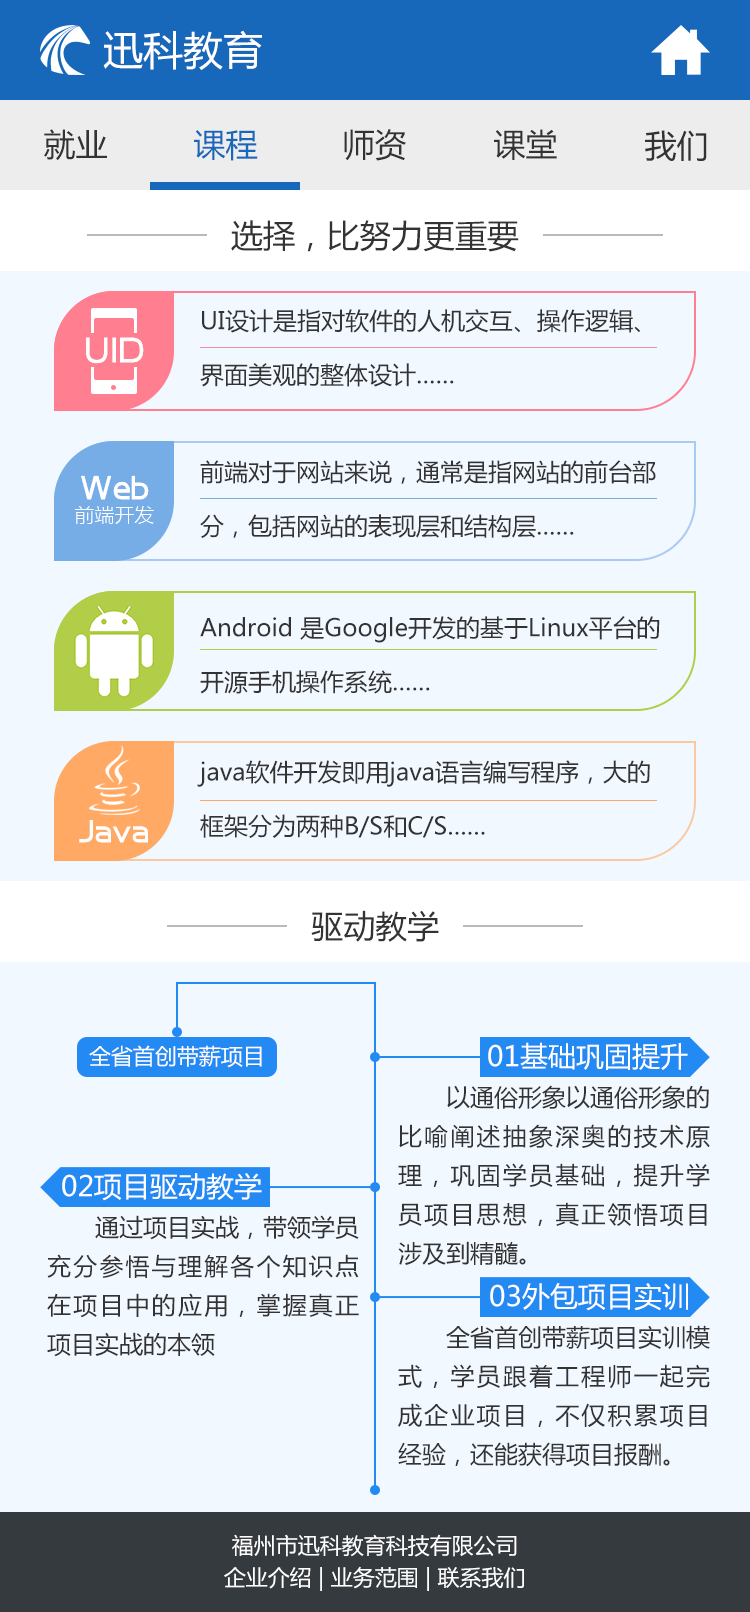 迅科教育
就业 课程 师资 课堂 我们
选择，比努力更重要
UID
UI设计是指对软件的人机交互、操作逻辑、
界面美观的整体设计......
Web
前端开发
前端对于网站来说，通常是指网站的前台部
分，包括网站的表现层和结构层......
Android 是Google开发的基于Linux平台的
开源手机操作系统......
Java
java软件开发即用java语言编写程序，大的
框架分为两种B/S和C/S......
驱动教学
全省首创带薪项目
01基础巩固提升
以通俗形象以通俗形象的
比喻阐述抽象深奥的技术原
理，巩固学员基础，提升学
员项目思想，真正领悟项目
涉及到精髓。
02项目驱动教学
通过项目实战，带领学员
充分参悟与理解各个知识点
在项目中的应用，掌握真正
项目实战的本领
03外包项目实训
全省首创带薪项目实训模
式，学员跟着工程师一起完
成企业项目，不仅积累项目
经验，还能获得项目报酬。
福州市迅科教育科技有限公司
企业介绍 | 业务范围 | 联系我们